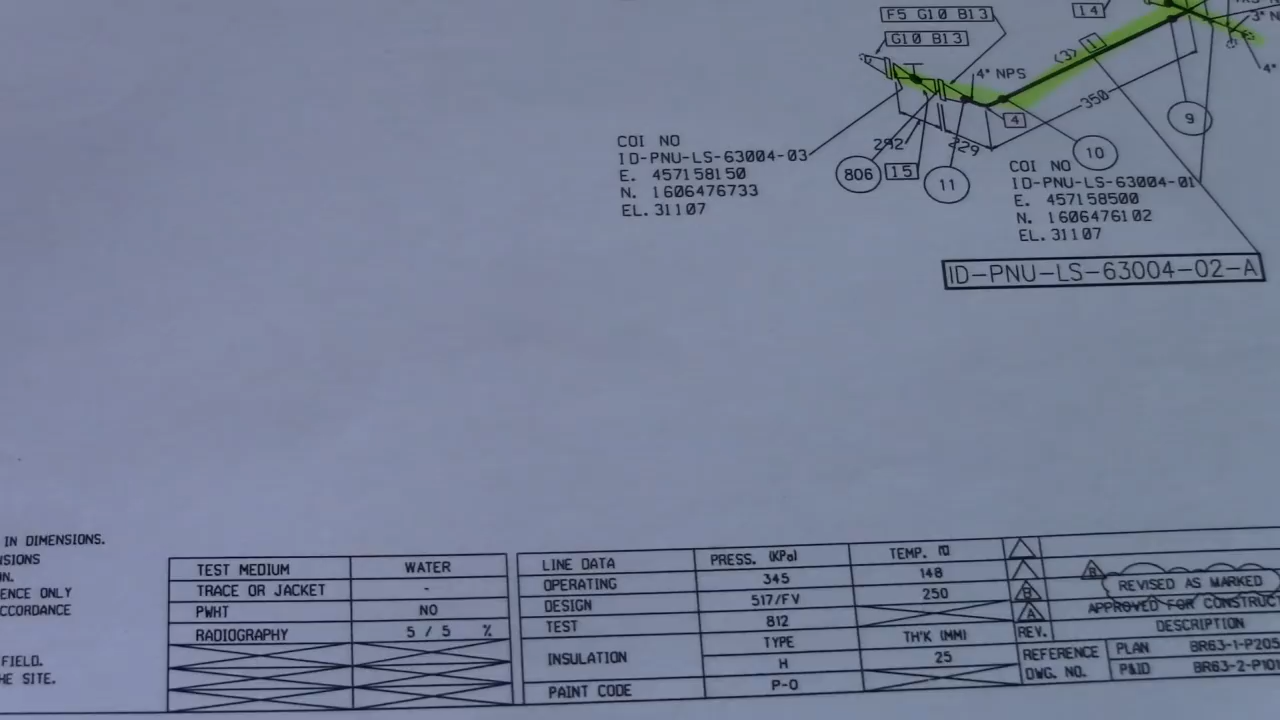 F5 G10 B13
G10 B13
14
3"
4"
1
(3)
4" NPS
350
9
4
292
229
10
806
15
11
COI NO
ID-PNU-LS-63004-03
E. 457158150
N. 1606476733
EL. 31107
COI NO
ID-PNU-LS-63004-01
E. 457158500
N. 1606476102
EL. 31107
ID-PNU-LS-63004-02-A
IN DIMENSIONS.
NSIONS
ENCE ONLY
CCORDANCE
FIELD.
HE SITE.
TEST MEDIUM WATER
TRACE OR JACKET -
PWHT NO
RADIOGRAPHY 5 / 5 %
LINE DATA PRESS. (KPa) TEMP.
OPERATING 345 148
DESIGN 517/FV 250
TEST 812
INSULATION TYPE TH'K (MM)
H 25
PAINT CODE P-O
B REVISED AS MARKED
B
A APPROVED FOR CONSTRUCT
REV. DESCRIPTION
REFERENCE DWG. NO. PLAN BR63-1-P205
P&ID BR63-2-P101